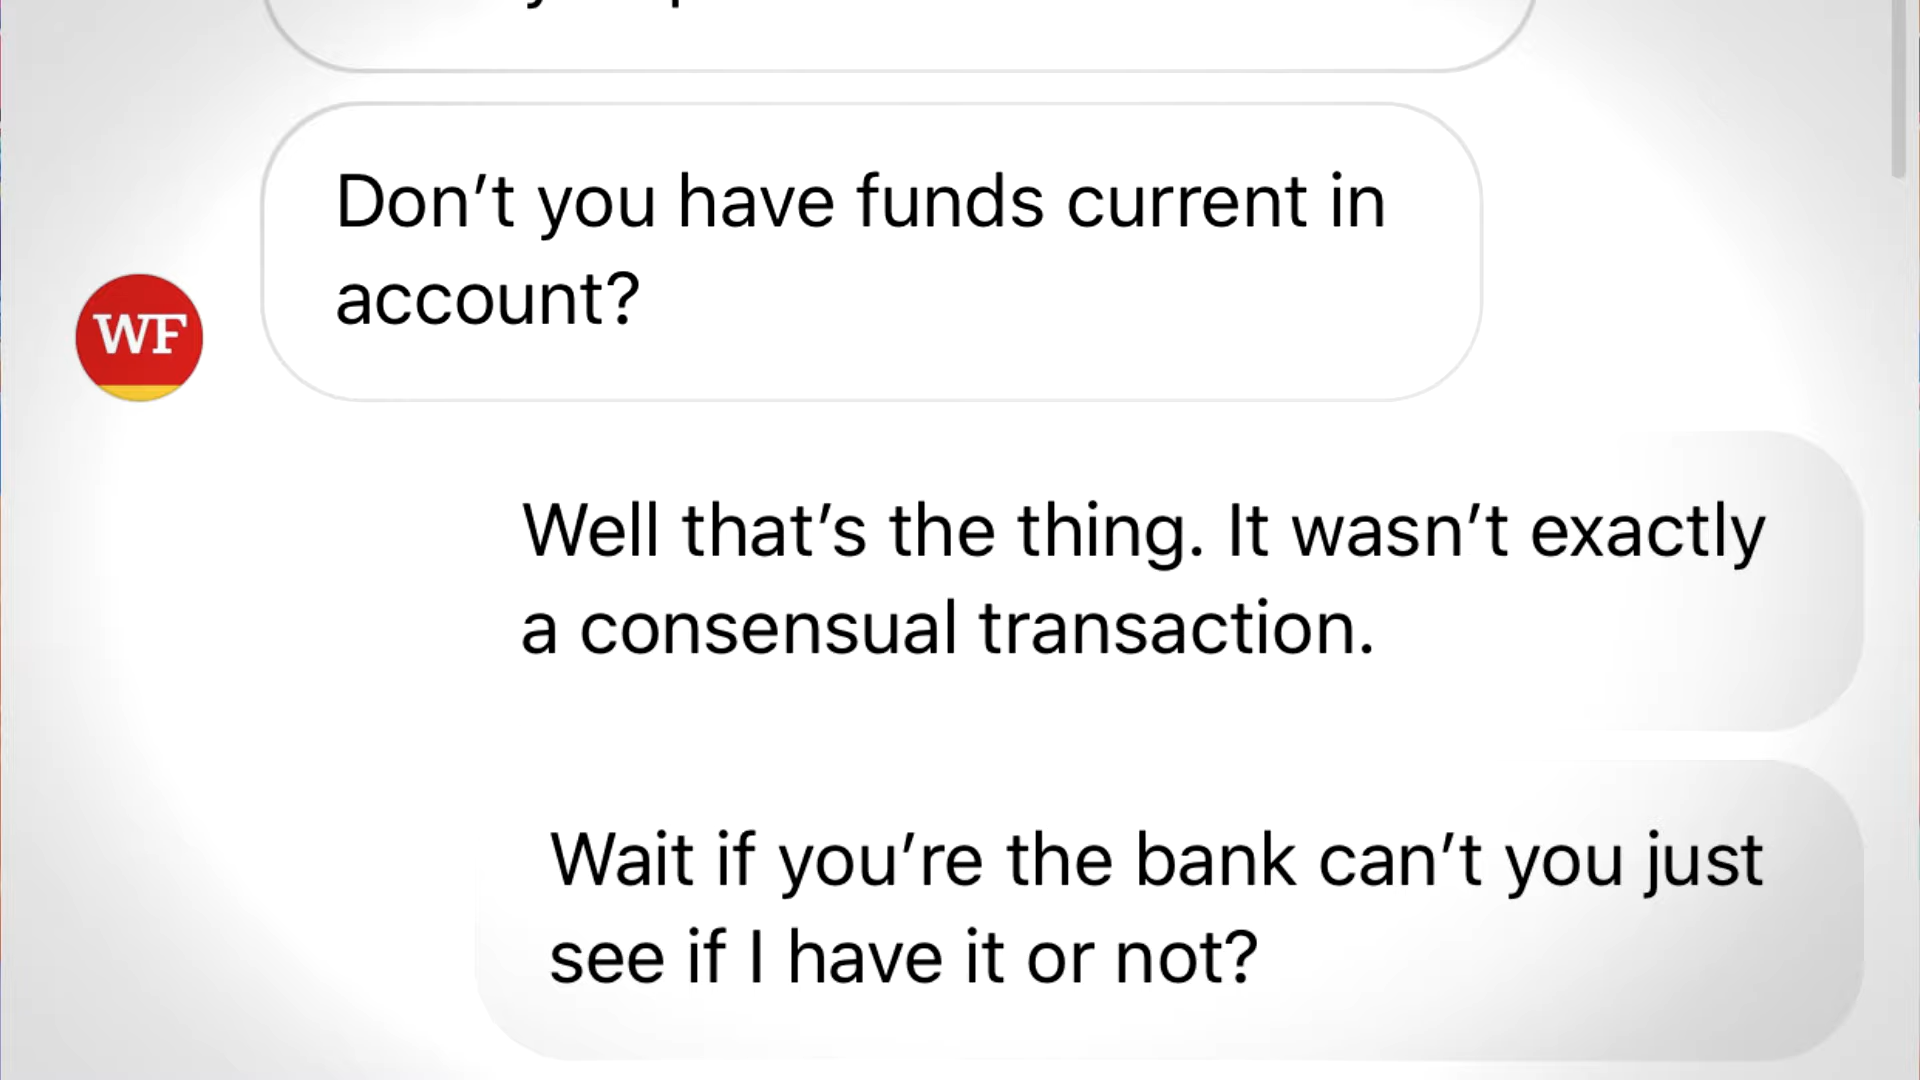 Don’t you have funds current in
account?
WF
Well that’s the thing. It wasn’t exactly
a consensual transaction.
Wait if you’re the bank can’t you just
see if I have it or not?